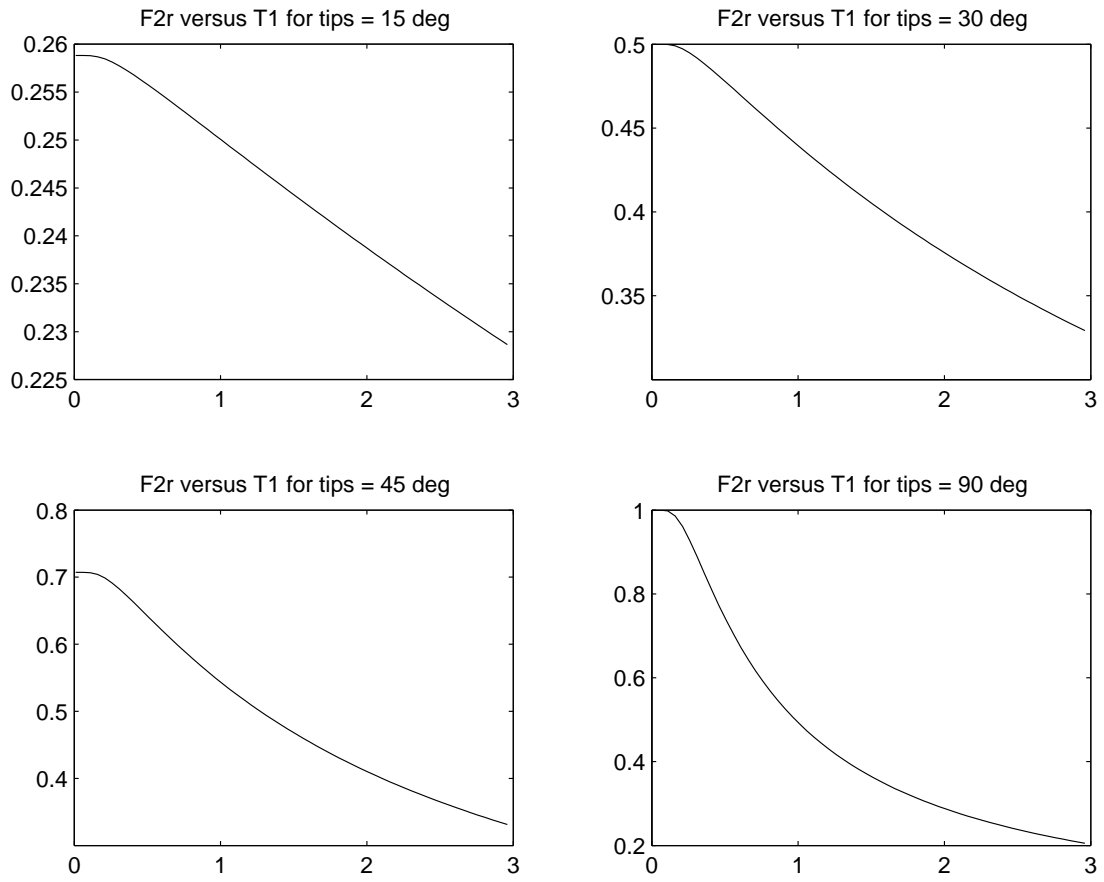 F2r versus T1 for tips = 15 deg
0.26
0.255
0.25
0.245
0.24
0.235
0.23
0.225
0 1 2 3
F2r versus T1 for tips = 30 deg
0.5
0.45
0.4
0.35
0 1 2 3
F2r versus T1 for tips = 45 deg
0.8
0.7
0.6
0.5
0.4
0 1 2 3
F2r versus T1 for tips = 90 deg
1
0.8
0.6
0.4
0.2
0 1 2 3